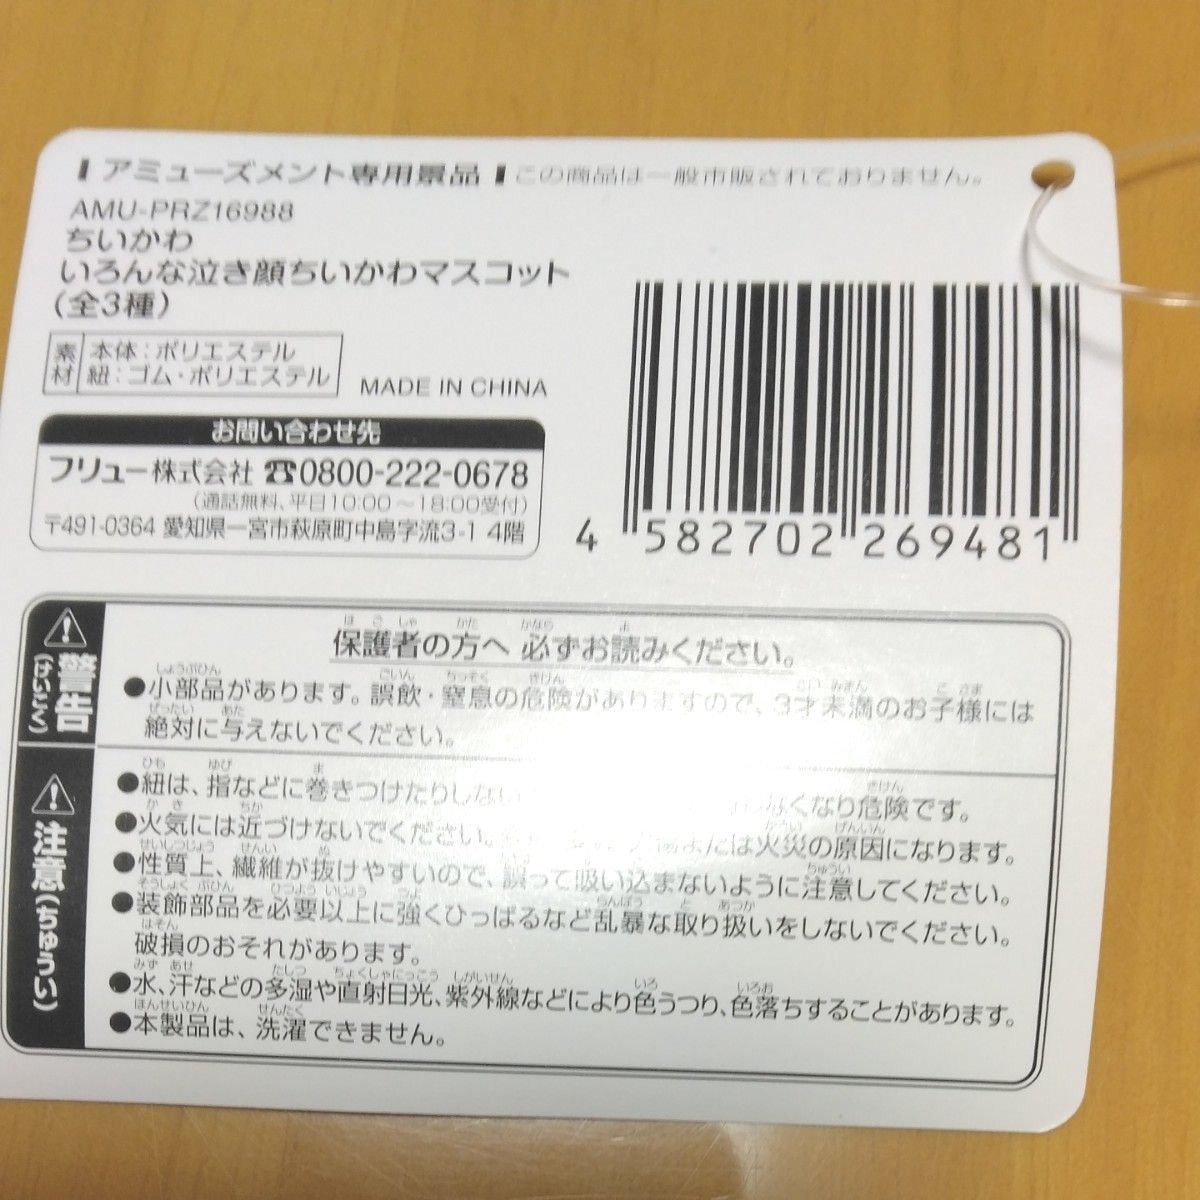 アミューズメント専用景品 この商品は一般市販されておりません。
AMU-PRZ16988
ちいかわ
いろんな泣き顔ちいかわマスコット
(全3種)
素材 本体:ポリエステル
紐:ゴム・ポリエステル
MADE IN CHINA
お問い合わせ先
フリュー株式会社 ☎0800-222-0678
(通話無料、平日10:00〜18:00受付)
〒491-0364 愛知県一宮市萩原町中島字流3-1 4階
4 582702 269481
保護者の方へ 必ずお読みください。
⚠警告(けいこく)
●小部品があります。誤飲・窒息の危険がありますので、3才未満のお子様には
絶対に与えないでください。
⚠注意(ちゅうい)
●紐は、指などに巻きつけたりしない なくなり危険です。
●火気には近づけないでください。 または火災の原因になります。
●性質上、繊維が抜けやすいので、誤って吸い込まないように注意してください。
●装飾部品を必要以上に強くひっぱるなど乱暴な取り扱いをしないでください。
破損のおそれがあります。
●水、汗などの多湿や直射日光、紫外線などにより色うつり、色落ちすることがあります。
●本製品は、洗濯できません。